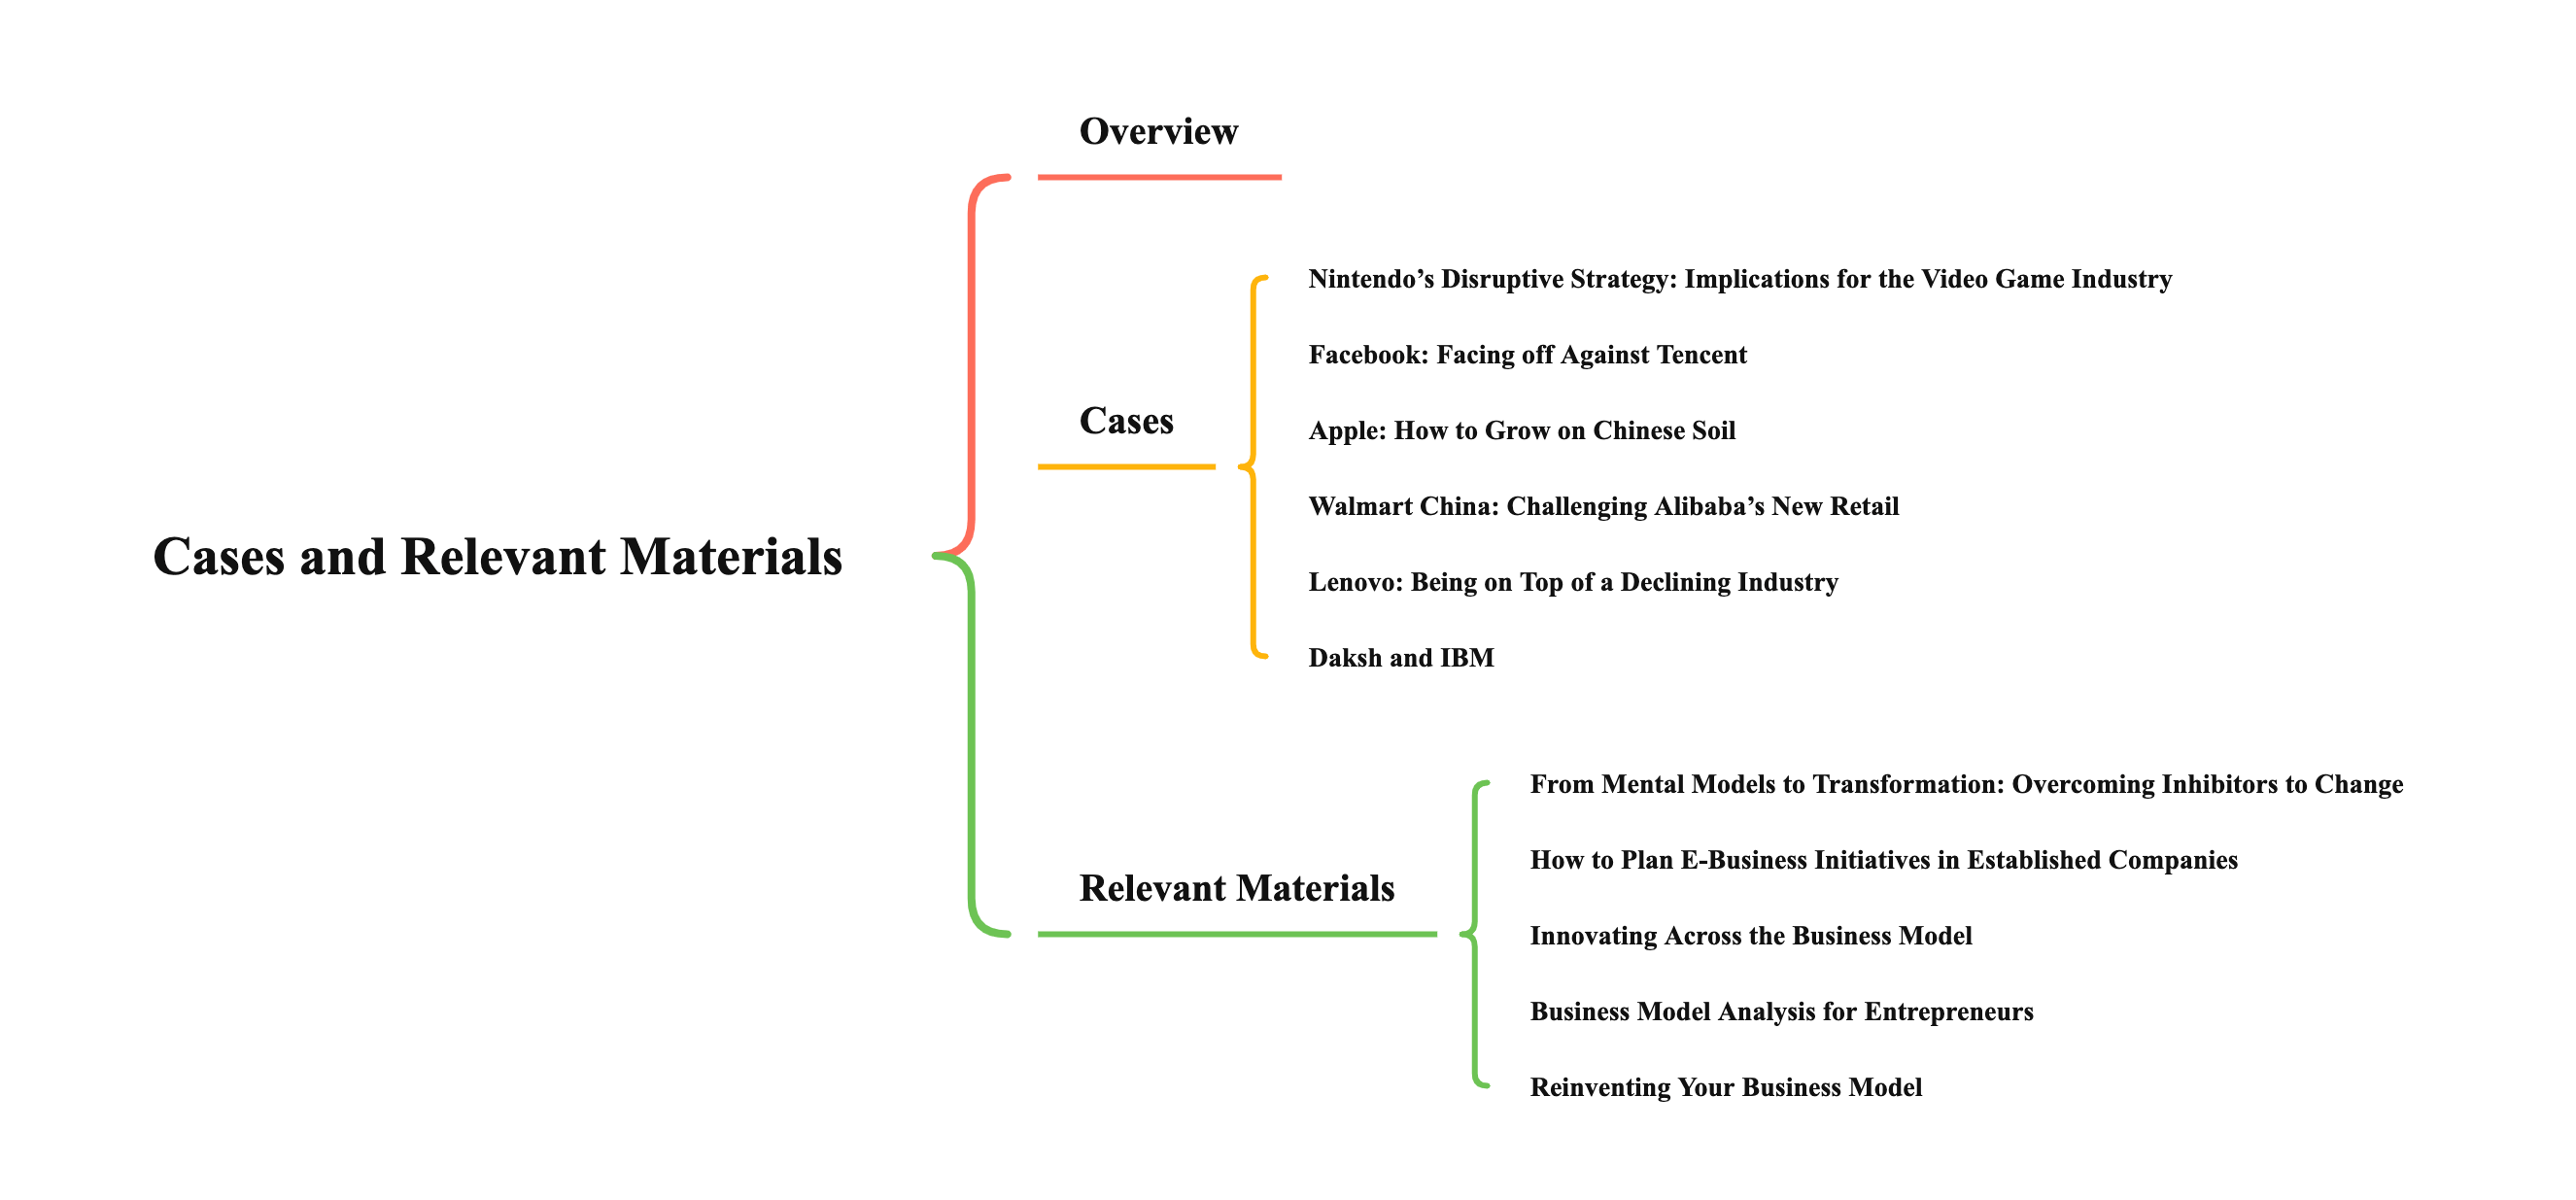 Cases and Relevant Materials
Overview
Cases
Nintendo’s Disruptive Strategy: Implications for the Video Game Industry
Facebook: Facing off Against Tencent
Apple: How to Grow on Chinese Soil
Walmart China: Challenging Alibaba’s New Retail
Lenovo: Being on Top of a Declining Industry
Daksh and IBM
Relevant Materials
From Mental Models to Transformation: Overcoming Inhibitors to Change
How to Plan E-Business Initiatives in Established Companies
Innovating Across the Business Model
Business Model Analysis for Entrepreneurs
Reinventing Your Business Model